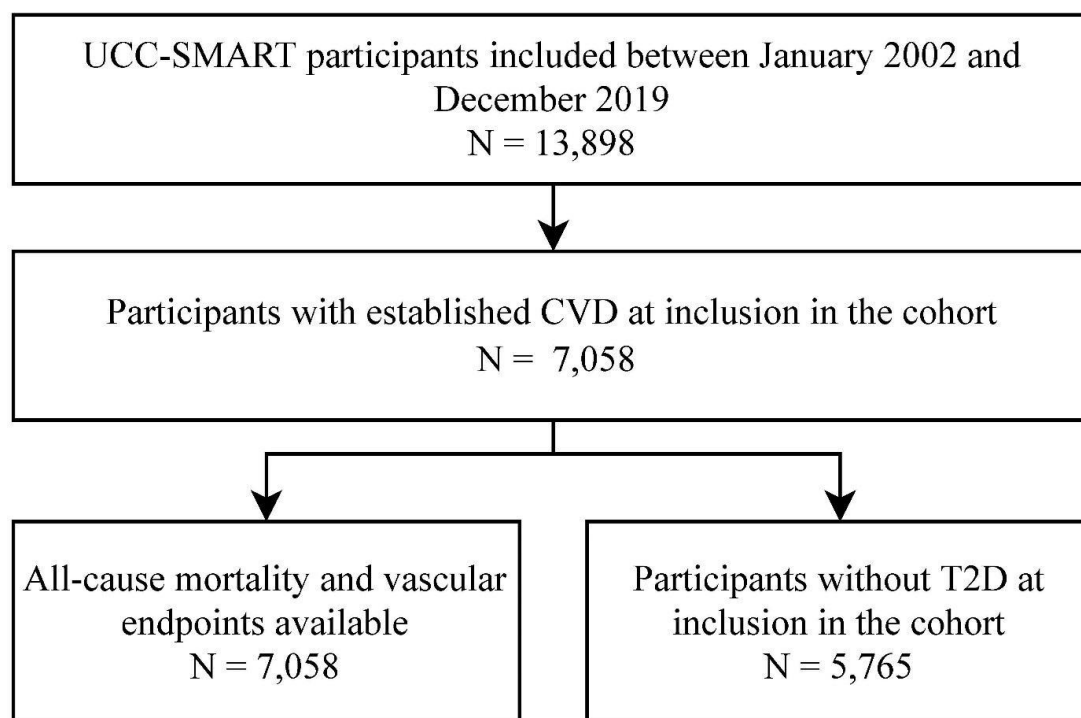 UCC-SMART participants included between January 2002 and
December 2019
N = 13,898
Participants with established CVD at inclusion in the cohort
N = 7,058
All-cause mortality and vascular
endpoints available
N = 7,058
Participants without T2D at
inclusion in the cohort
N = 5,765